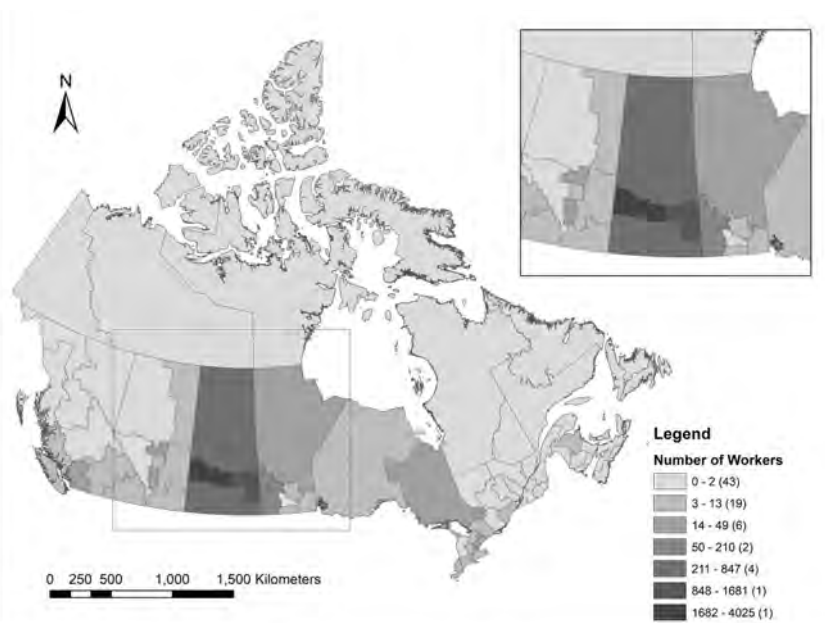 N
Legend
Number of Workers
0 - 2 (43)
3 - 13 (19)
14 - 49 (6)
50 - 210 (2)
211 - 847 (4)
848 - 1681 (1)
1682 - 4025 (1)
0 250 500 1,000 1,500 Kilometers